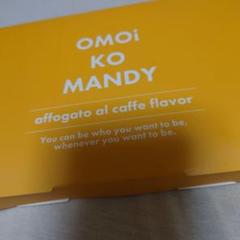 OMOi
KO
MANDY
affogato al caffe flavor
You can be who you want to be,
whenever you want to be.